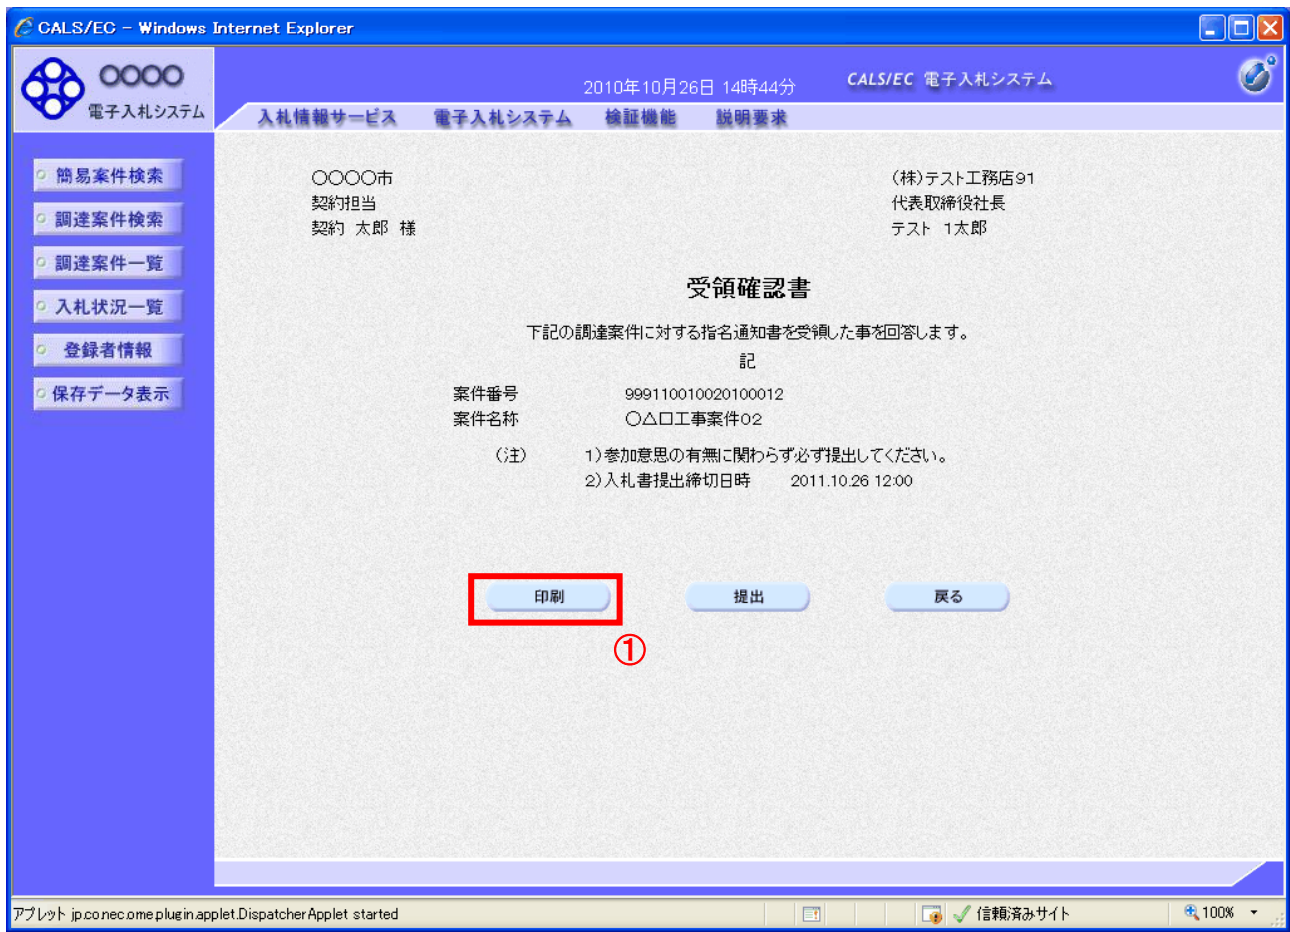 CALS/EC - Windows Internet Explorer
○○○○
電子入札システム
2010年10月26日 14時44分
CALS/EC 電子入札システム
入札情報サービス 電子入札システム 検証機能 説明要求
簡易案件検索
調達案件検索
調達案件一覧
入札状況一覧
登録者情報
保存データ表示
○○○○市
契約担当
契約 太郎 様
(株)テスト工務店91
代表取締役社長
テスト 1太郎
受領確認書
下記の調達案件に対する指名通知書を受領した事を回答します。
記
案件番号 999110010020100012
案件名称 ○△口工事案件02
(注) 1)参加意思の有無に関わらず必ず提出してください。
2)入札書提出締切日時 2011.10.26 12:00
印刷 提出 戻る
①
アプレット jp.co.nec.ome.plugin.applet.DispatcherApplet started
信頼済みサイト
100%